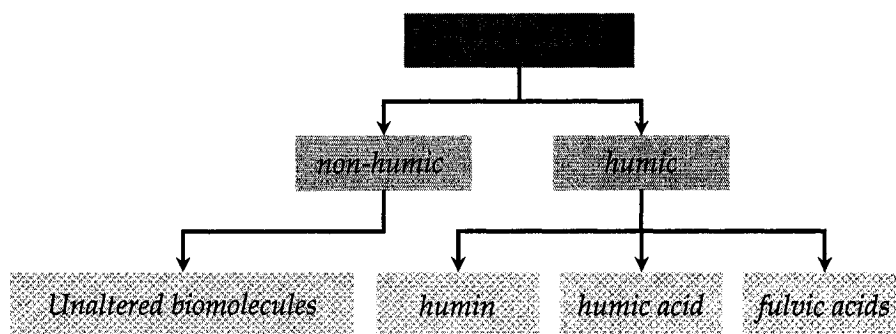 non-humic
humic
Unaltered biomolecules
humin
humic acid
fulvic acids